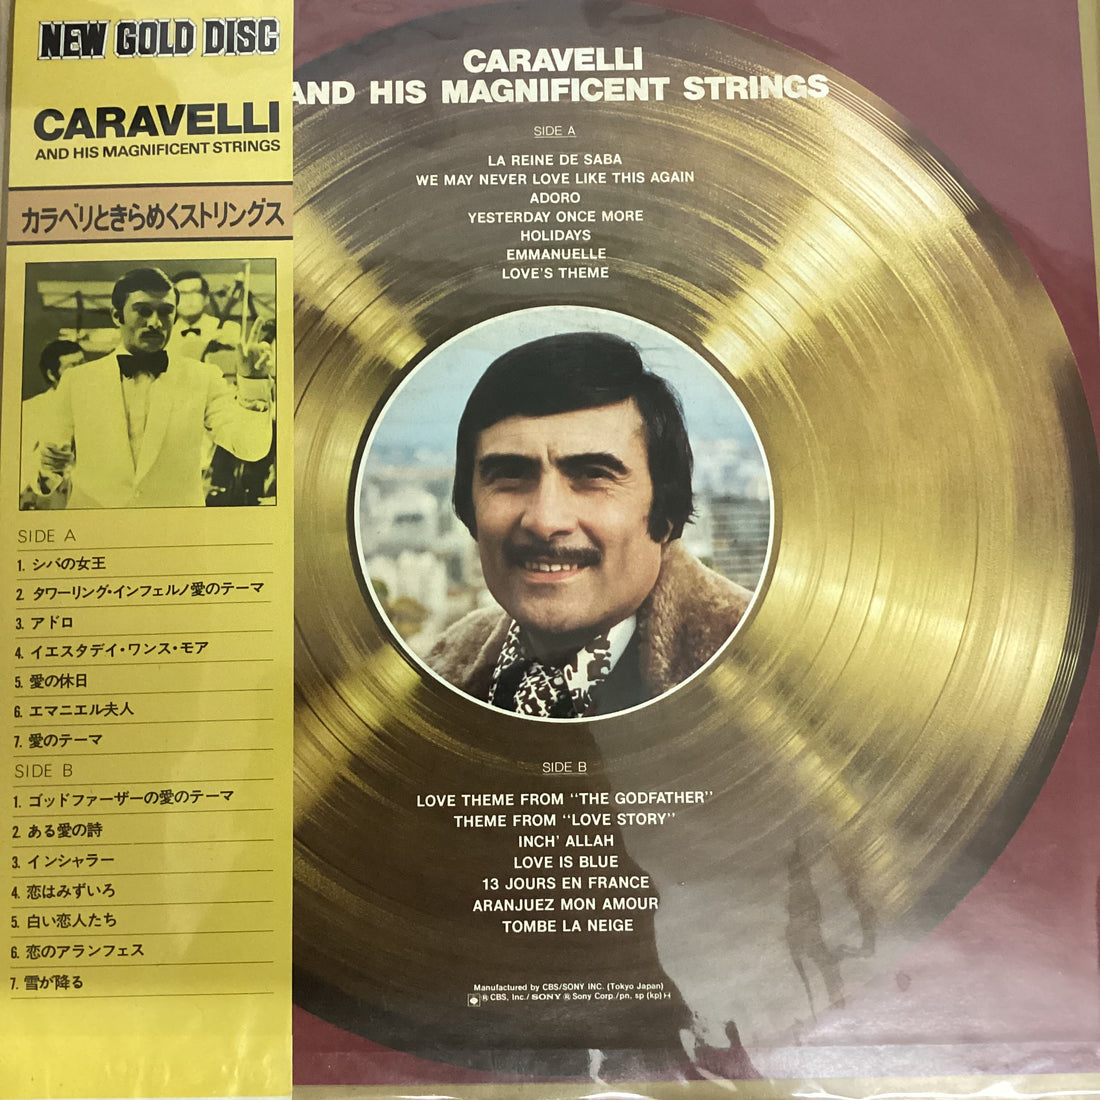 NEW GOLD DISC
CARAVELLI
AND HIS MAGNIFICENT STRINGS
カラベリときらめくストリングス
SIDE A
1. シバの女王
2. タワーリング・インフェルノ愛のテーマ
3. アドロ
4. イエスタデイ・ワンス・モア
5. 愛の休日
6. エマニエル夫人
7. 愛のテーマ
SIDE B
1. ゴッドファーザーの愛のテーマ
2. ある愛の詩
3. インシャラー
4. 恋はみずいろ
5. 白い恋人たち
6. 恋のアランフェス
7. 雪が降る
CARAVELLI
AND HIS MAGNIFICENT STRINGS
SIDE A
LA REINE DE SABA
WE MAY NEVER LOVE LIKE THIS AGAIN
ADORO
YESTERDAY ONCE MORE
HOLIDAYS
EMMANUELLE
LOVE'S THEME
SIDE B
LOVE THEME FROM “THE GODFATHER”
THEME FROM “LOVE STORY”
INCH' ALLAH
LOVE IS BLUE
13 JOURS EN FRANCE
ARANJUEZ MON AMOUR
TOMBE LA NEIGE
Manufactured by CBS/SONY INC. (Tokyo Japan)
® CBS, Inc./ SONY ® Sony Corp./pn, sp (kp) H